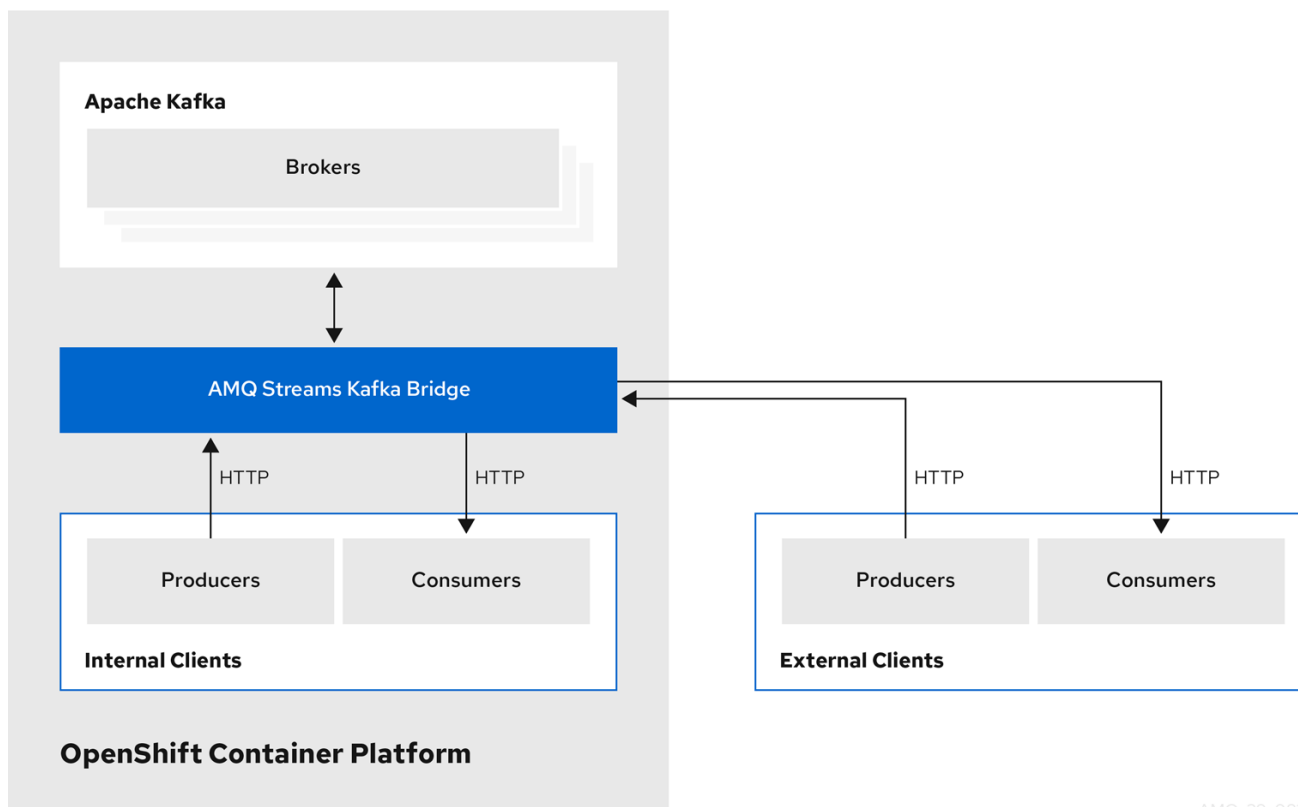 Apache Kafka
Brokers
AMQ Streams Kafka Bridge
HTTP
HTTP
HTTP
HTTP
Producers
Consumers
Internal Clients
Producers
Consumers
External Clients
OpenShift Container Platform